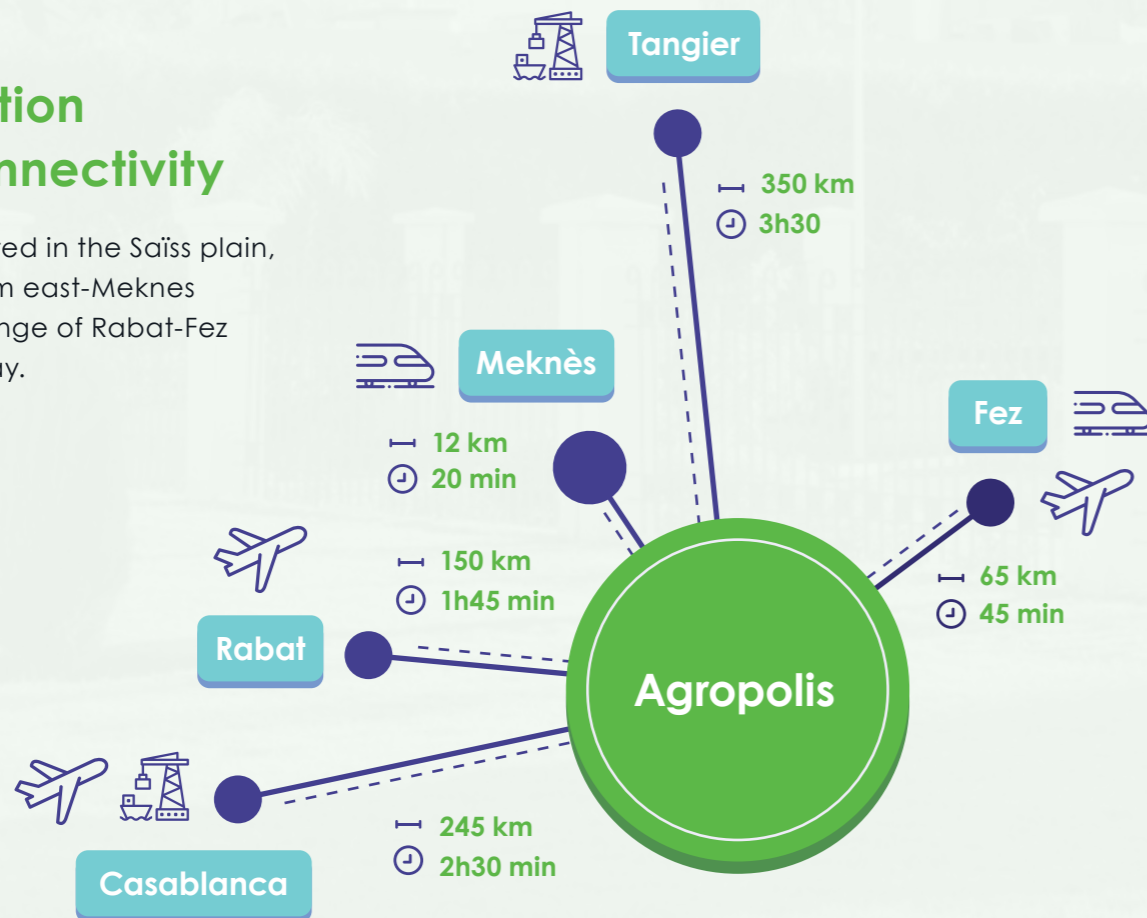 Tangier
tion
nnectivity
350 km
3h30
ed in the Saïss plain,
m east-Meknes
nge of Rabat-Fez
y.
Meknès
Fez
12 km
20 min
150 km
1h45 min
65 km
45 min
Rabat
Agropolis
245 km
2h30 min
Casablanca